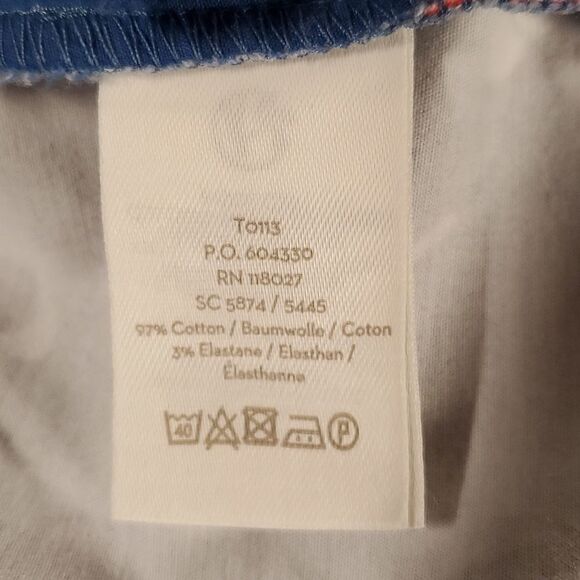 T0113
P.O. 604330
RN 118027
SC 5874 / 5445
97% Cotton / Baumwolle / Coton
3% Elastane / Elasthan /
Élasthanne
40 P